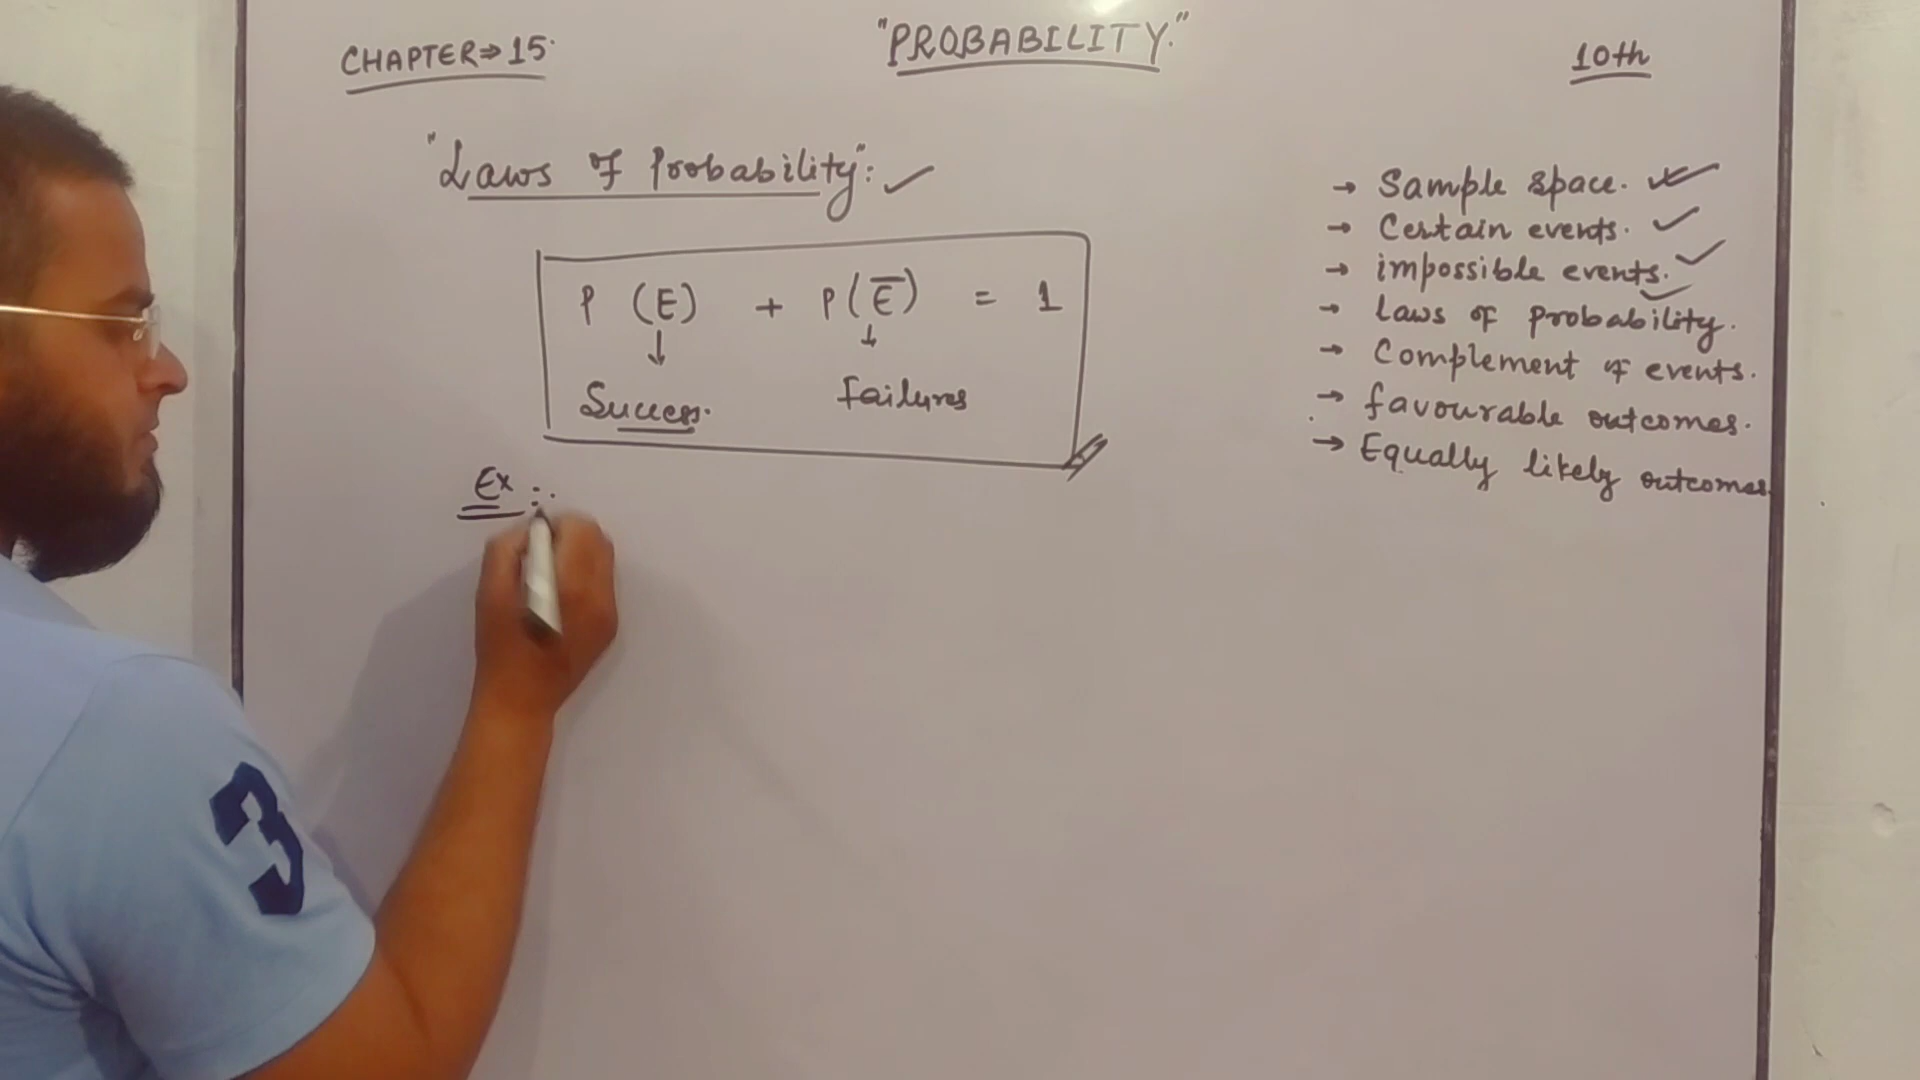 CHAPTER⇒15.
"PROBABILITY."
10th
"Laws of Probability":
P (E) + P(E̅) = 1
↓ ↓
Success. failures
Ex :
→ Sample space.
→ Certain events.
→ impossible events.
→ laws of probability.
→ Complement of events.
→ favourable outcomes.
→ Equally likely outcomes.
3